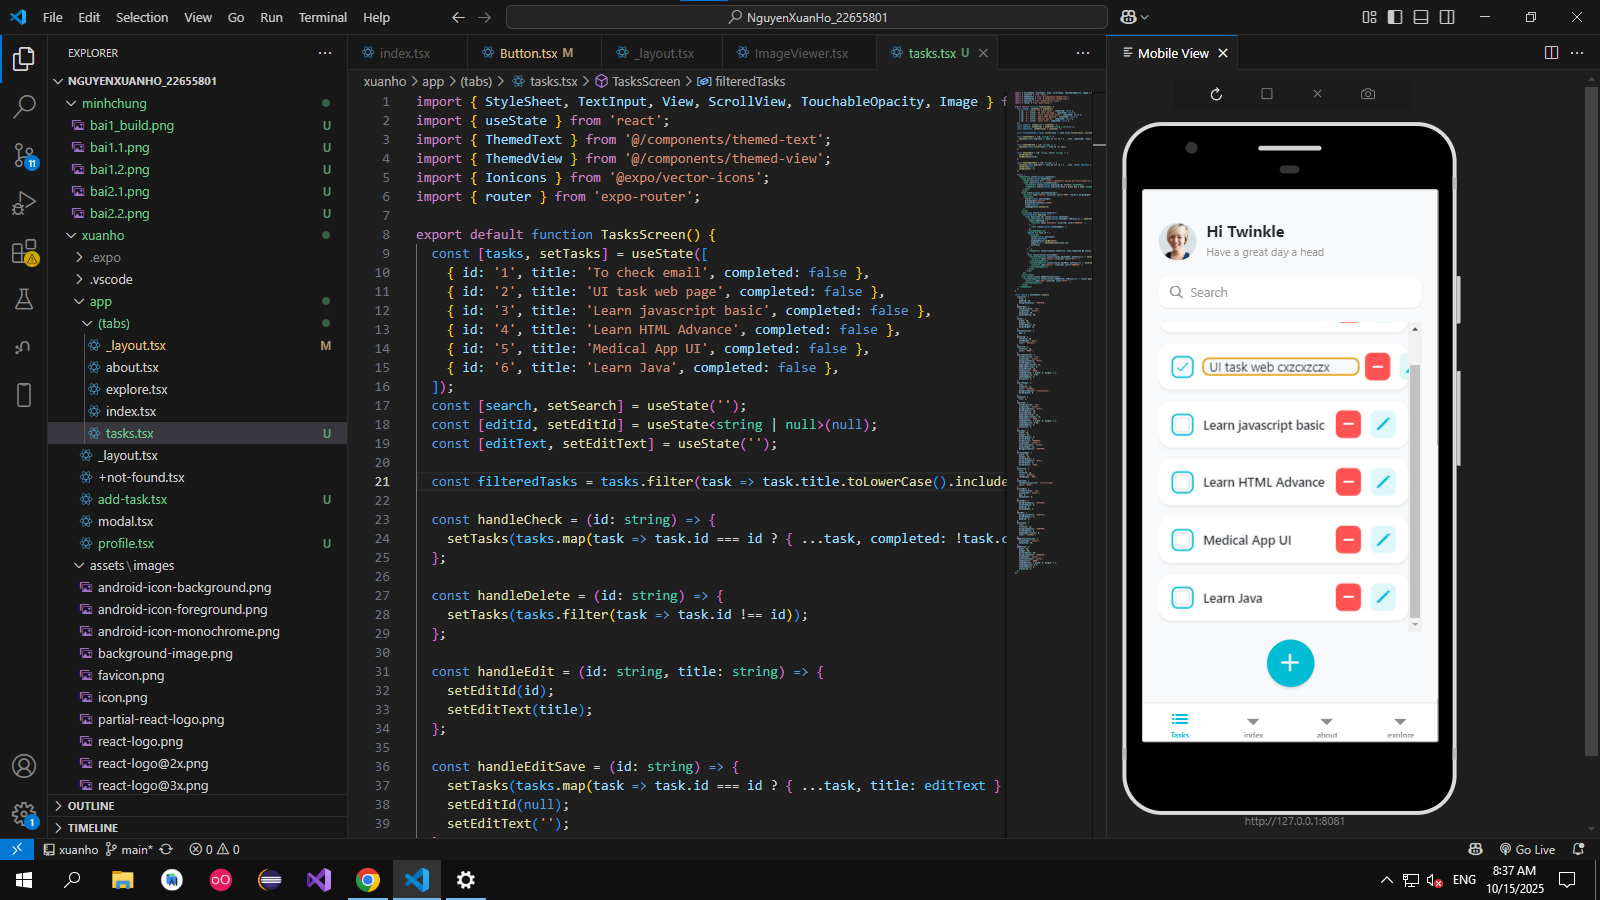 File Edit Selection View Go Run Terminal Help
NguyenXuanHo_22655801
EXPLORER
NGUYENXUANHO_22655801
minhchung
bai1_build.png U
bai1.1.png U
bai1.2.png U
bai2.1.png U
bai2.2.png U
xuanho
.expo
.vscode
app
(tabs)
_layout.tsx M
about.tsx
explore.tsx
index.tsx
tasks.tsx U
_layout.tsx
+not-found.tsx
add-task.tsx U
modal.tsx
profile.tsx U
assets\images
android-icon-background.png
android-icon-foreground.png
android-icon-monochrome.png
background-image.png
favicon.png
icon.png
partial-react-logo.png
react-logo.png
react-logo@2x.png
react-logo@3x.png
OUTLINE
TIMELINE
11
1
index.tsx Button.tsx M _layout.tsx ImageViewer.tsx tasks.tsx U
xuanho > app > (tabs) > tasks.tsx > TasksScreen > filteredTasks
1 import { StyleSheet, TextInput, View, ScrollView, TouchableOpacity, Image } f
2 import { useState } from 'react';
3 import { ThemedText } from '@/components/themed-text';
4 import { ThemedView } from '@/components/themed-view';
5 import { Ionicons } from '@expo/vector-icons';
6 import { router } from 'expo-router';
7
8 export default function TasksScreen() {
9 const [tasks, setTasks] = useState([
10 { id: '1', title: 'To check email', completed: false },
11 { id: '2', title: 'UI task web page', completed: false },
12 { id: '3', title: 'Learn javascript basic', completed: false },
13 { id: '4', title: 'Learn HTML Advance', completed: false },
14 { id: '5', title: 'Medical App UI', completed: false },
15 { id: '6', title: 'Learn Java', completed: false },
16 ]);
17 const [search, setSearch] = useState('');
18 const [editId, setEditId] = useState<string | null>(null);
19 const [editText, setEditText] = useState('');
20
21 const filteredTasks = tasks.filter(task => task.title.toLowerCase().include
22
23 const handleCheck = (id: string) => {
24 setTasks(tasks.map(task => task.id === id ? { ...task, completed: !task.c
25 };
26
27 const handleDelete = (id: string) => {
28 setTasks(tasks.filter(task => task.id !== id));
29 };
30
31 const handleEdit = (id: string, title: string) => {
32 setEditId(id);
33 setEditText(title);
34 };
35
36 const handleEditSave = (id: string) => {
37 setTasks(tasks.map(task => task.id === id ? { ...task, title: editText }
38 setEditId(null);
39 setEditText('');
Mobile View
Hi Twinkle
Have a great day a head
Search
UI task web cxzcxzczx
Learn javascript basic
Learn HTML Advance
Medical App UI
Learn Java
Tasks index about explore
http://127.0.0.1:8081
xuanho main* 0 0 Go Live
ENG
8:37 AM
10/15/2025